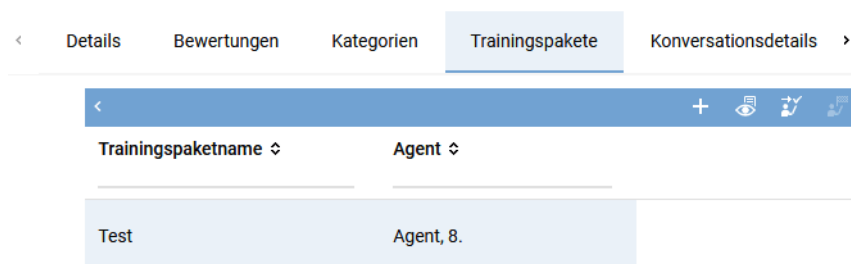 Details Bewertungen Kategorien Trainingspakete Konversationsdetails
Trainingspaketname Agent
Test Agent, 8.